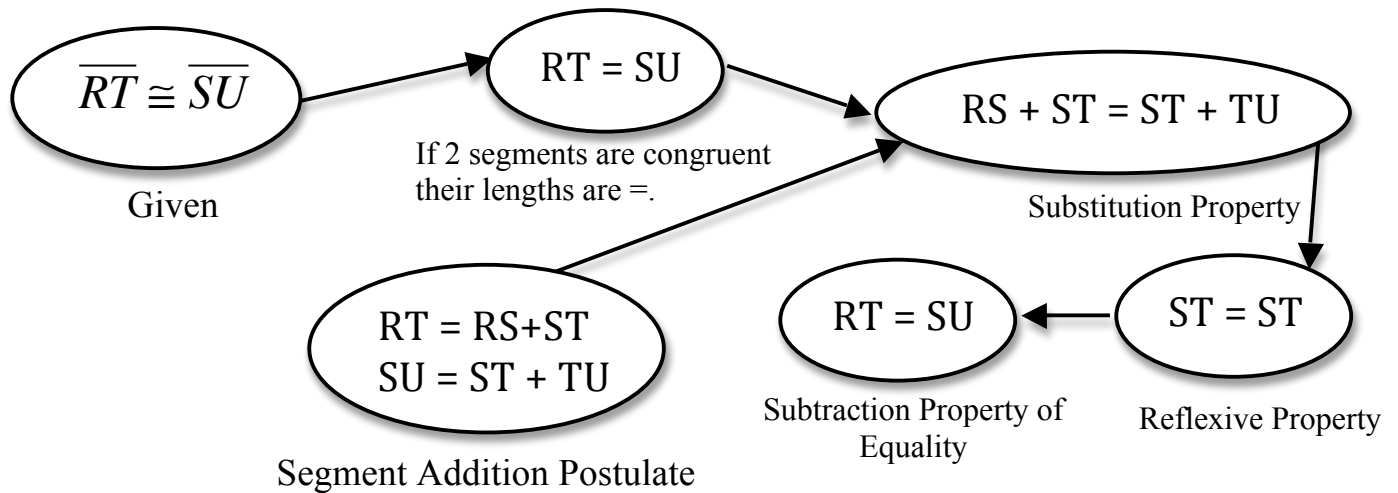 RT ≅ SU
Given
RT = SU
If 2 segments are congruent
their lengths are =.
RS + ST = ST + TU
Substitution Property
RT = RS+ST
SU = ST + TU
Segment Addition Postulate
RT = SU
Subtraction Property of
Equality
ST = ST
Reflexive Property